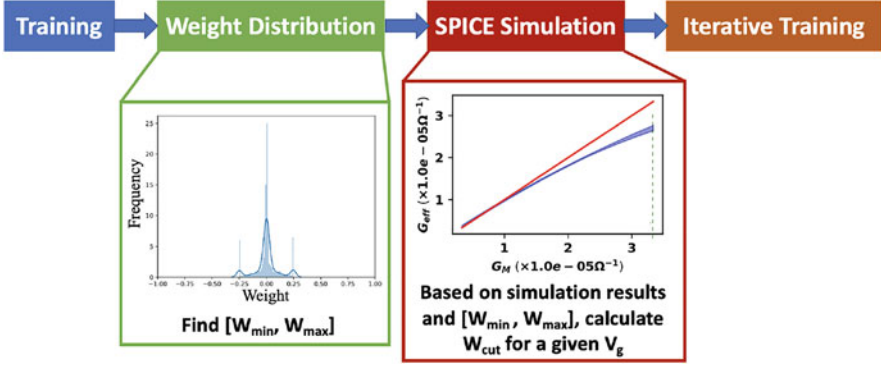 Training
Weight Distribution
SPICE Simulation
Iterative Training
Frequency
25
20
15
10
5
0
−1.00 −0.75 −0.50 −0.25 0.00 0.25 0.50 0.75 1.00
Weight
Find [Wmin, Wmax]
Geff (×1.0e − 05Ω−1)
3
2
1
1 2 3
GM (×1.0e − 05Ω−1)
Based on simulation results
and [Wmin , Wmax], calculate
Wcut for a given Vg